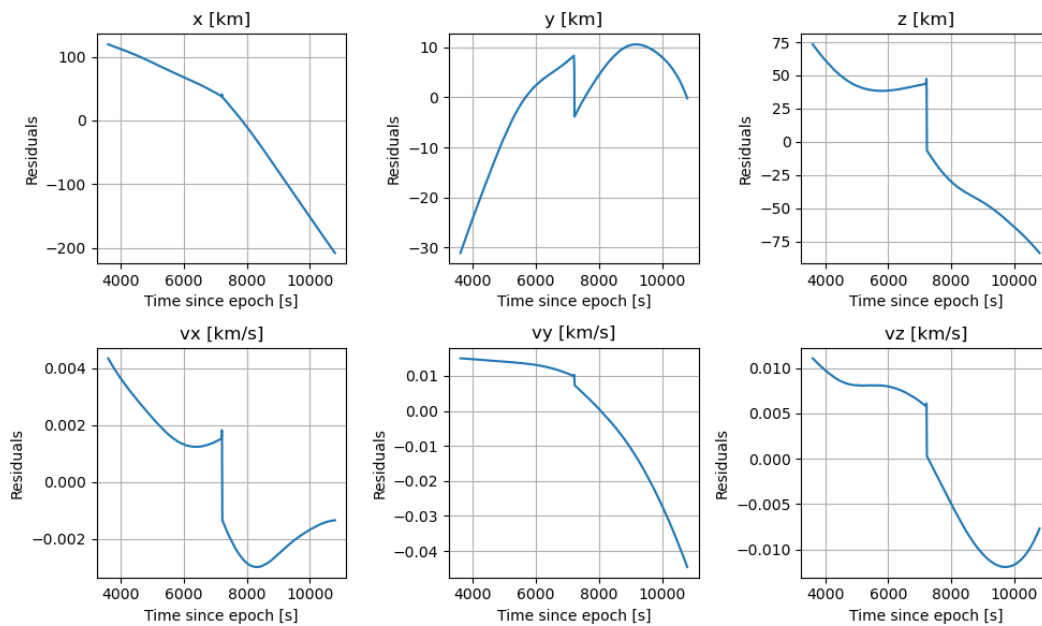 x [km]
y [km]
z [km]
Residuals
100
0
−100
−200
4000 6000 8000 10000
Time since epoch [s]
Residuals
10
0
−10
−20
−30
4000 6000 8000 10000
Time since epoch [s]
Residuals
75
50
25
0
−25
−50
−75
4000 6000 8000 10000
Time since epoch [s]
vx [km/s]
vy [km/s]
vz [km/s]
Residuals
0.004
0.002
0.000
−0.002
4000 6000 8000 10000
Time since epoch [s]
Residuals
0.01
0.00
−0.01
−0.02
−0.03
−0.04
4000 6000 8000 10000
Time since epoch [s]
Residuals
0.010
0.005
0.000
−0.005
−0.010
4000 6000 8000 10000
Time since epoch [s]